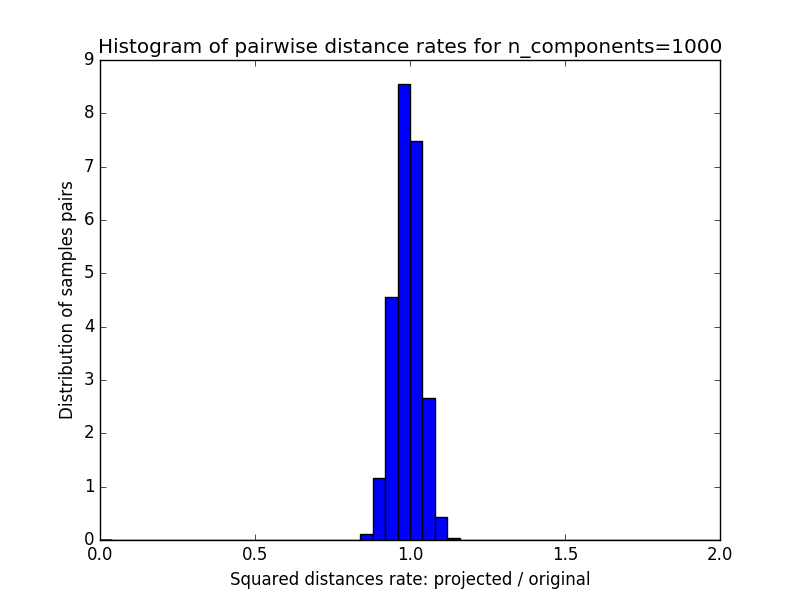 Histogram of pairwise distance rates for n_components=1000
9
8
7
6
5
4
3
2
1
0
Distribution of samples pairs
0.0 0.5 1.0 1.5 2.0
Squared distances rate: projected / original